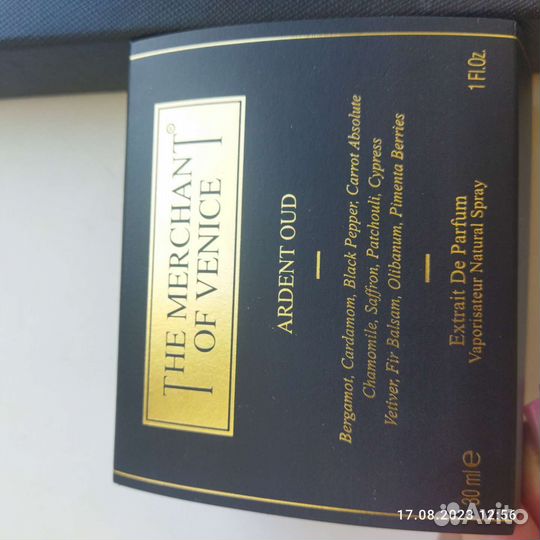 THE MERCHANT®
OF VENICE
ARDENT OUD
Bergamot, Cardamom, Black Pepper, Carrot Absolute
Chamomile, Saffron, Patchouli, Cypress
Vetiver, Fir Balsam, Olibanum, Pimenta Berries
Extrait De Parfum
Vaporisateur Natural Spray
30 ml ℮
1 Fl.Oz.
17.08.2023 12:56
Avito